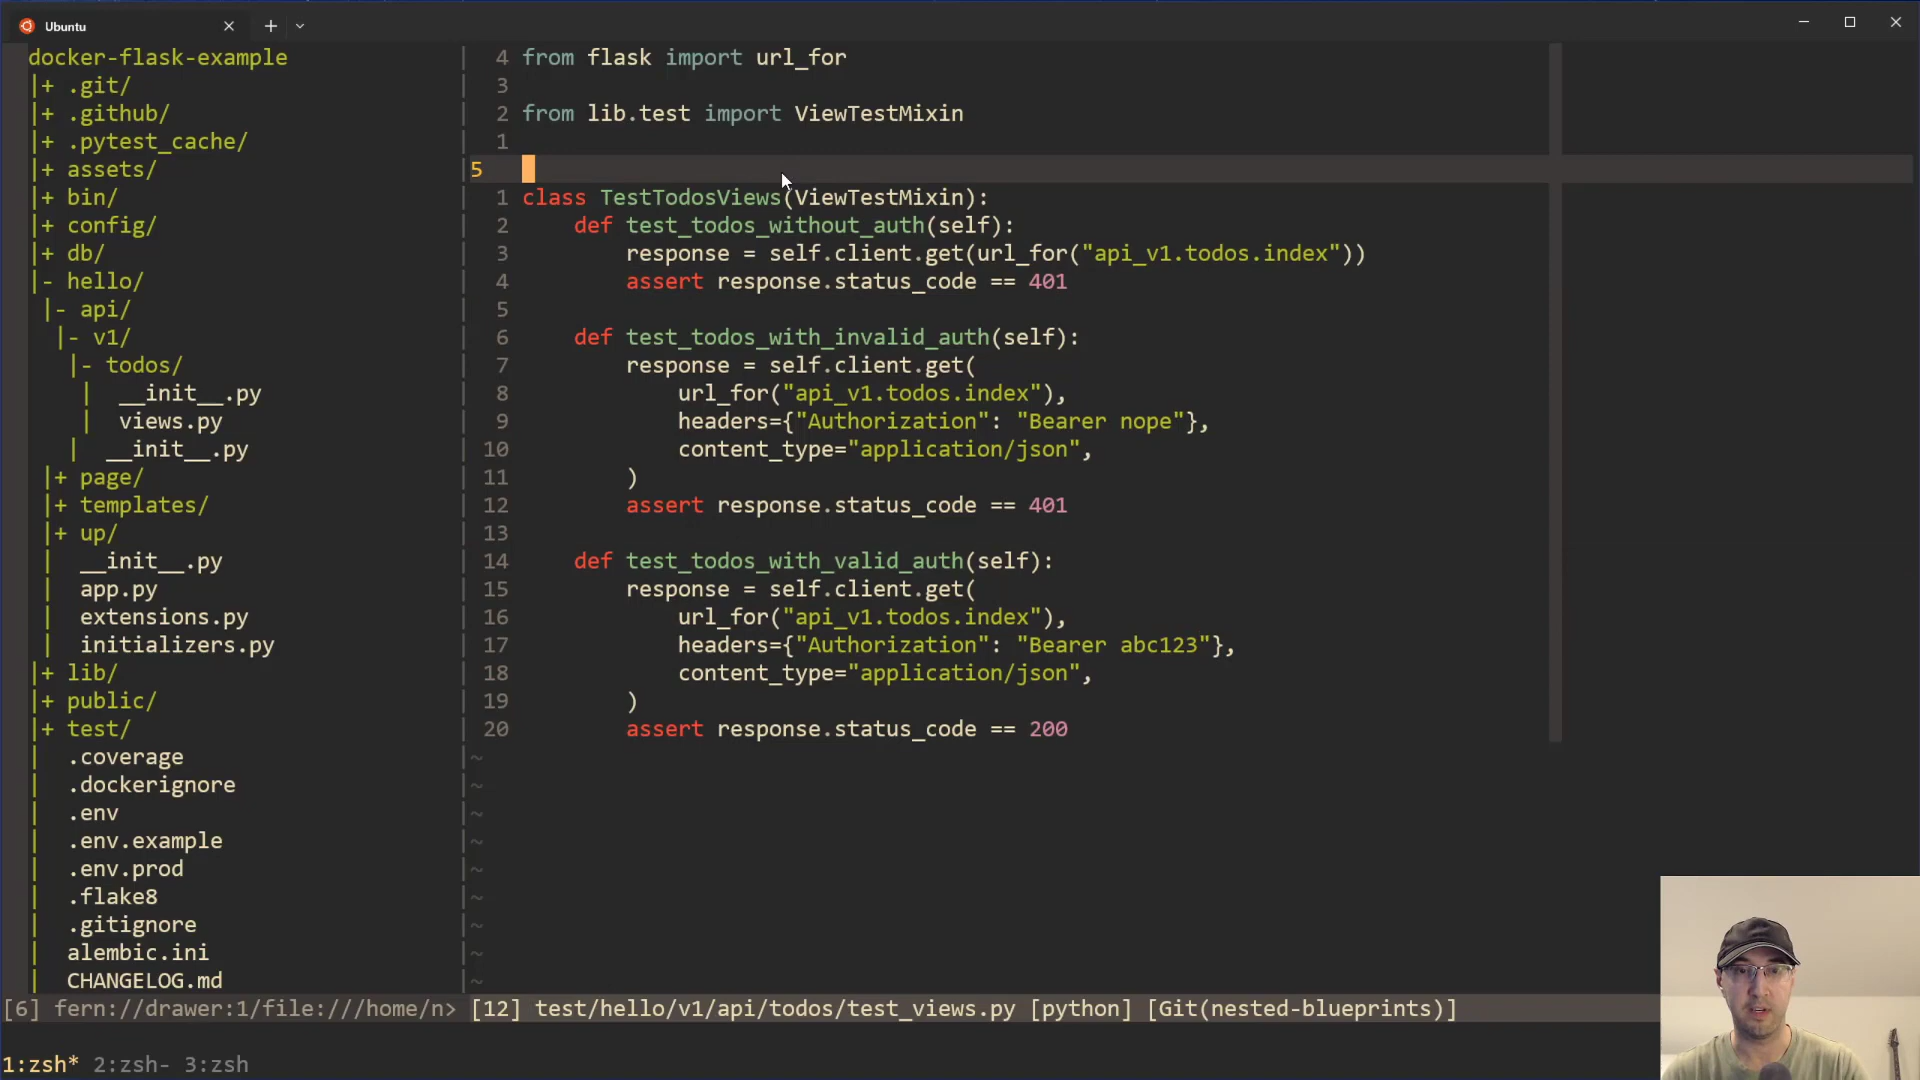 Ubuntu
docker-flask-example
|+ .git/
|+ .github/
|+ .pytest_cache/
|+ assets/
|+ bin/
|+ config/
|+ db/
|- hello/
|- api/
|- v1/
|- todos/
| __init__.py
| views.py
| __init__.py
|+ page/
|+ templates/
|+ up/
| __init__.py
| app.py
| extensions.py
| initializers.py
|+ lib/
|+ public/
|+ test/
| .coverage
| .dockerignore
| .env
| .env.example
| .env.prod
| .flake8
| .gitignore
| alembic.ini
| CHANGELOG.md
4 from flask import url_for
3
2 from lib.test import ViewTestMixin
1
5
1 class TestTodosViews(ViewTestMixin):
2     def test_todos_without_auth(self):
3         response = self.client.get(url_for("api_v1.todos.index"))
4         assert response.status_code == 401
5
6     def test_todos_with_invalid_auth(self):
7         response = self.client.get(
8             url_for("api_v1.todos.index"),
9             headers={"Authorization": "Bearer nope"},
10             content_type="application/json",
11         )
12         assert response.status_code == 401
13
14     def test_todos_with_valid_auth(self):
15         response = self.client.get(
16             url_for("api_v1.todos.index"),
17             headers={"Authorization": "Bearer abc123"},
18             content_type="application/json",
19         )
20         assert response.status_code == 200
~
~
~
~
~
~
~
~
~
[6] fern://drawer:1/file:///home/n> [12] test/hello/v1/api/todos/test_views.py [python] [Git(nested-blueprints)]
1:zsh* 2:zsh- 3:zsh